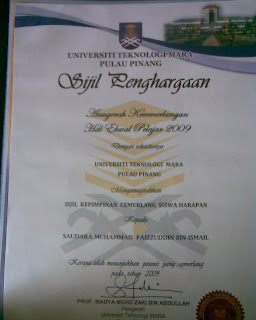 UNIVERSITI TEKNOLOGI MARA
PULAU PINANG
Sijil Penghargaan
Anugerah Kecemerlangan
Hal Ehwal Pelajar 2009
Dengan sukacitanya
UNIVERSITI TEKNOLOGI MARA
PULAU PINANG
Menganugerahkan
SIJIL KEPIMPINAN CEMERLANG SISWA HARAPAN
Kepada
SAUDARA MUHAMMAD FAIZZUDDIN BIN ISMAIL
Kerana telah menunjukkan potensi yang cemerlang
pada tahun 2009
PROF. MADYA MOHD ZAKI BIN ABDULLAH
Pengarah
Universiti Teknologi MARA